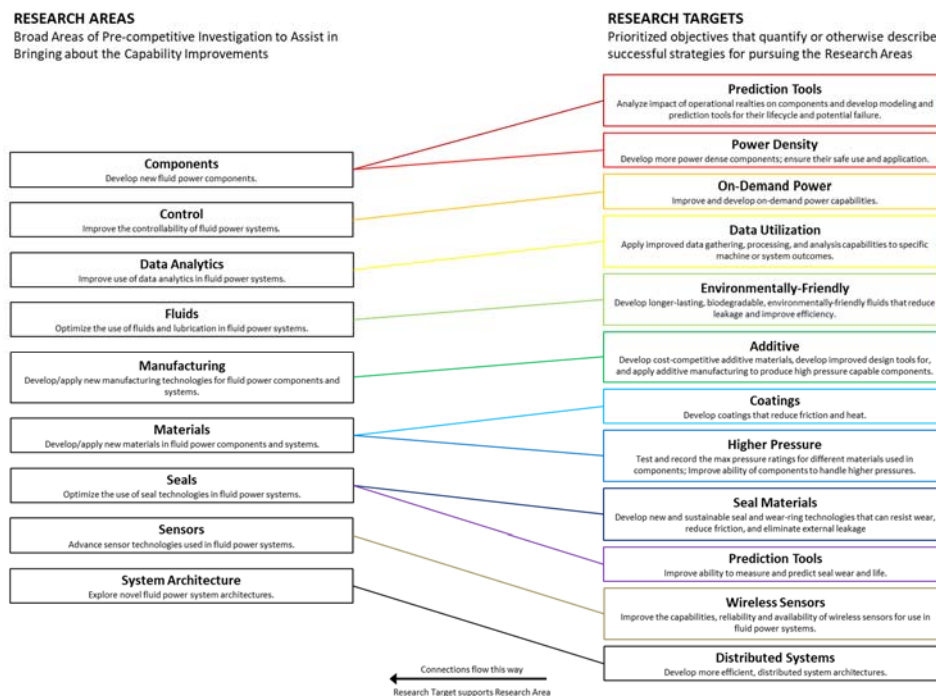 RESEARCH AREAS
Broad Areas of Pre-competitive Investigation to Assist in
Bringing about the Capability Improvements
Components
Develop new fluid power components.
Control
Improve the controllability of fluid power systems.
Data Analytics
Improve use of data analytics in fluid power systems.
Fluids
Optimize the use of fluids and lubrication in fluid power systems.
Manufacturing
Develop/apply new manufacturing technologies for fluid power components and
systems.
Materials
Develop/apply new materials in fluid power components and systems.
Seals
Optimize the use of seal technologies in fluid power systems.
Sensors
Advance sensor technologies used in fluid power systems.
System Architecture
Explore novel fluid power system architectures.
RESEARCH TARGETS
Prioritized objectives that quantify or otherwise describe
successful strategies for pursuing the Research Areas
Prediction Tools
Analyze impact of operational realties on components and develop modeling and
prediction tools for their lifecycle and potential failure.
Power Density
Develop more power dense components; ensure their safe use and application.
On-Demand Power
Improve and develop on-demand power capabilities.
Data Utilization
Apply improved data gathering, processing, and analysis capabilities to specific
machine or system outcomes.
Environmentally-Friendly
Develop longer-lasting, biodegradable, environmentally-friendly fluids that reduce
leakage and improve efficiency.
Additive
Develop cost-competitive additive materials, develop improved design tools for,
and apply additive manufacturing to produce high pressure capable components.
Coatings
Develop coatings that reduce friction and heat.
Higher Pressure
Test and record the max pressure ratings for different materials used in
components; Improve ability of components to handle higher pressures.
Seal Materials
Develop new and sustainable seal and wear-ring technologies that can resist wear,
reduce friction, and eliminate external leakage
Prediction Tools
Improve ability to measure and predict seal wear and life.
Wireless Sensors
Improve the capabilities, reliability and availability of wireless sensors for use in
fluid power systems.
Distributed Systems
Develop more efficient, distributed system architectures.
Connections flow this way
Research Target supports Research Area